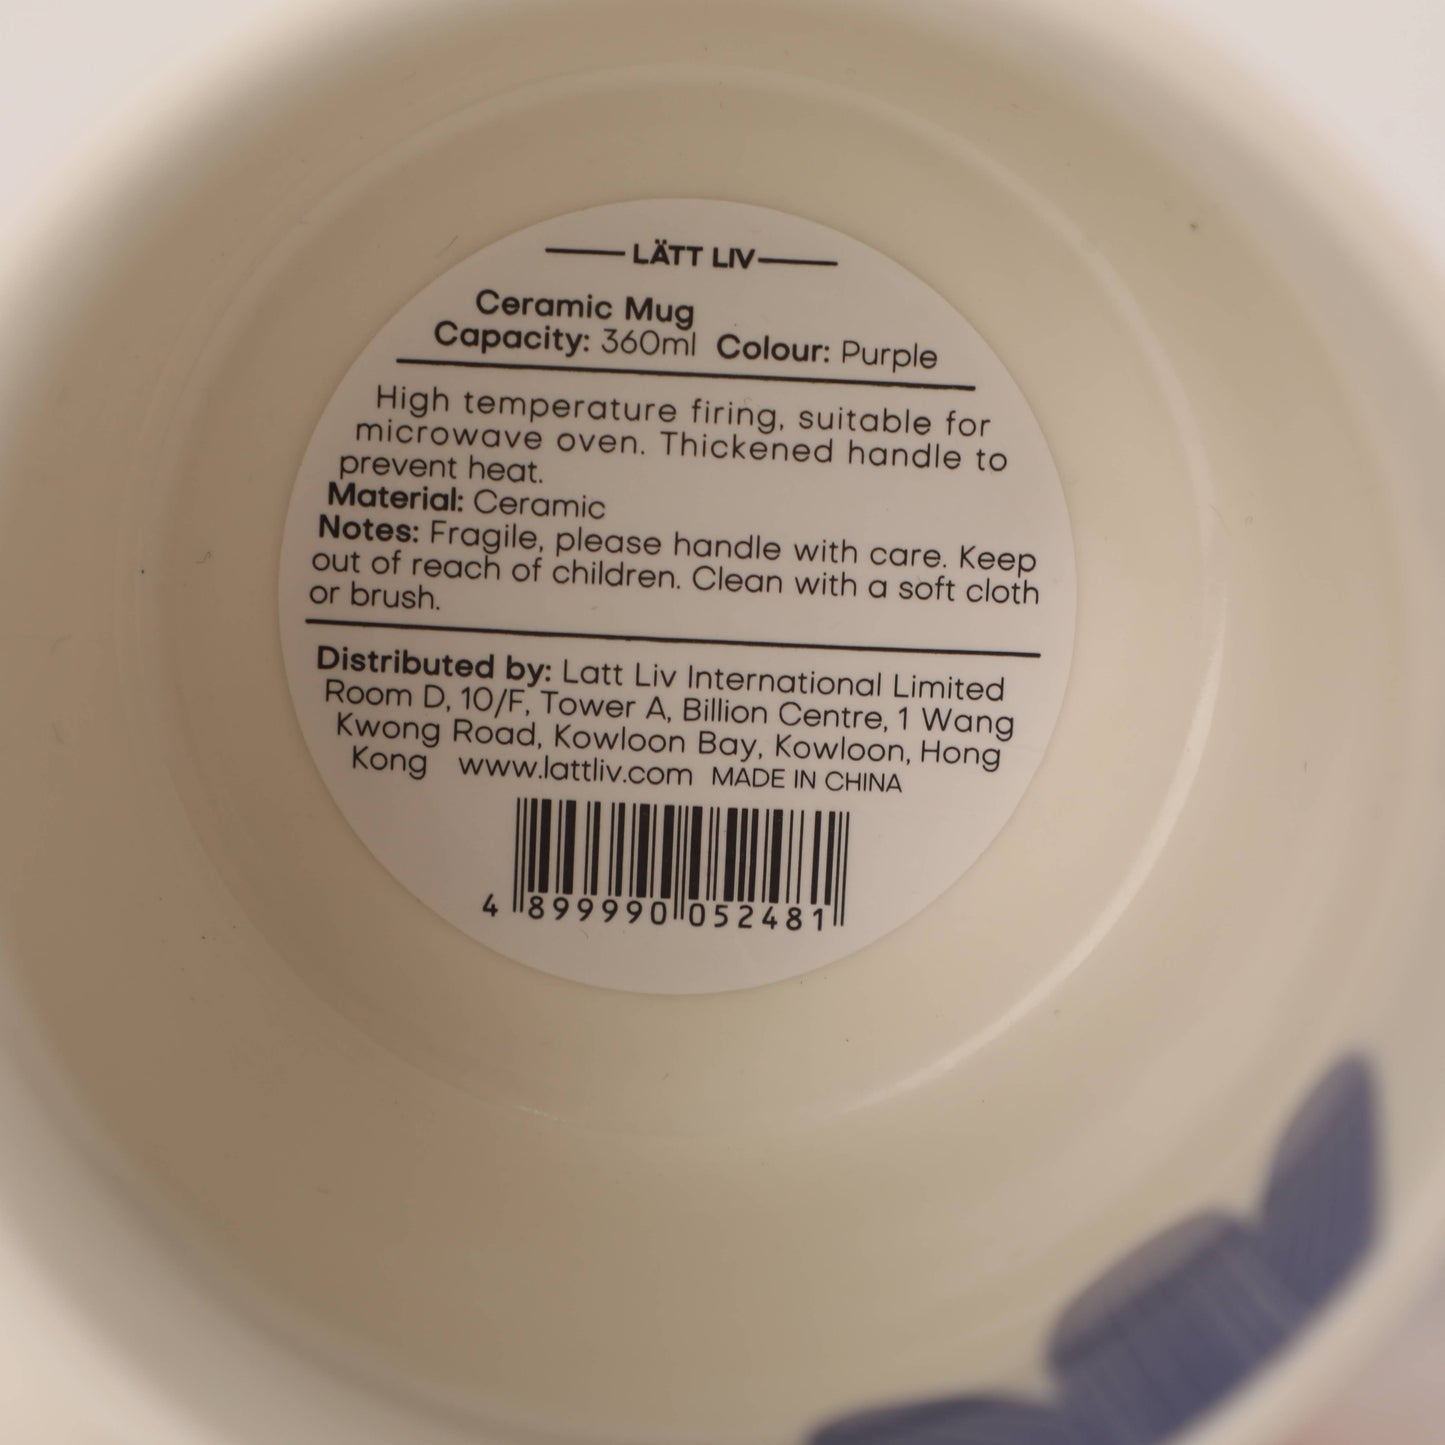 LÄTT LIV
Ceramic Mug
Capacity: 360ml Colour: Purple
High temperature firing, suitable for
microwave oven. Thickened handle to
prevent heat.
Material: Ceramic
Notes: Fragile, please handle with care. Keep
out of reach of children. Clean with a soft cloth
or brush.
Distributed by: Latt Liv International Limited
Room D, 10/F, Tower A, Billion Centre, 1 Wang
Kwong Road, Kowloon Bay, Kowloon, Hong
Kong www.lattliv.com MADE IN CHINA
4 899990 052481